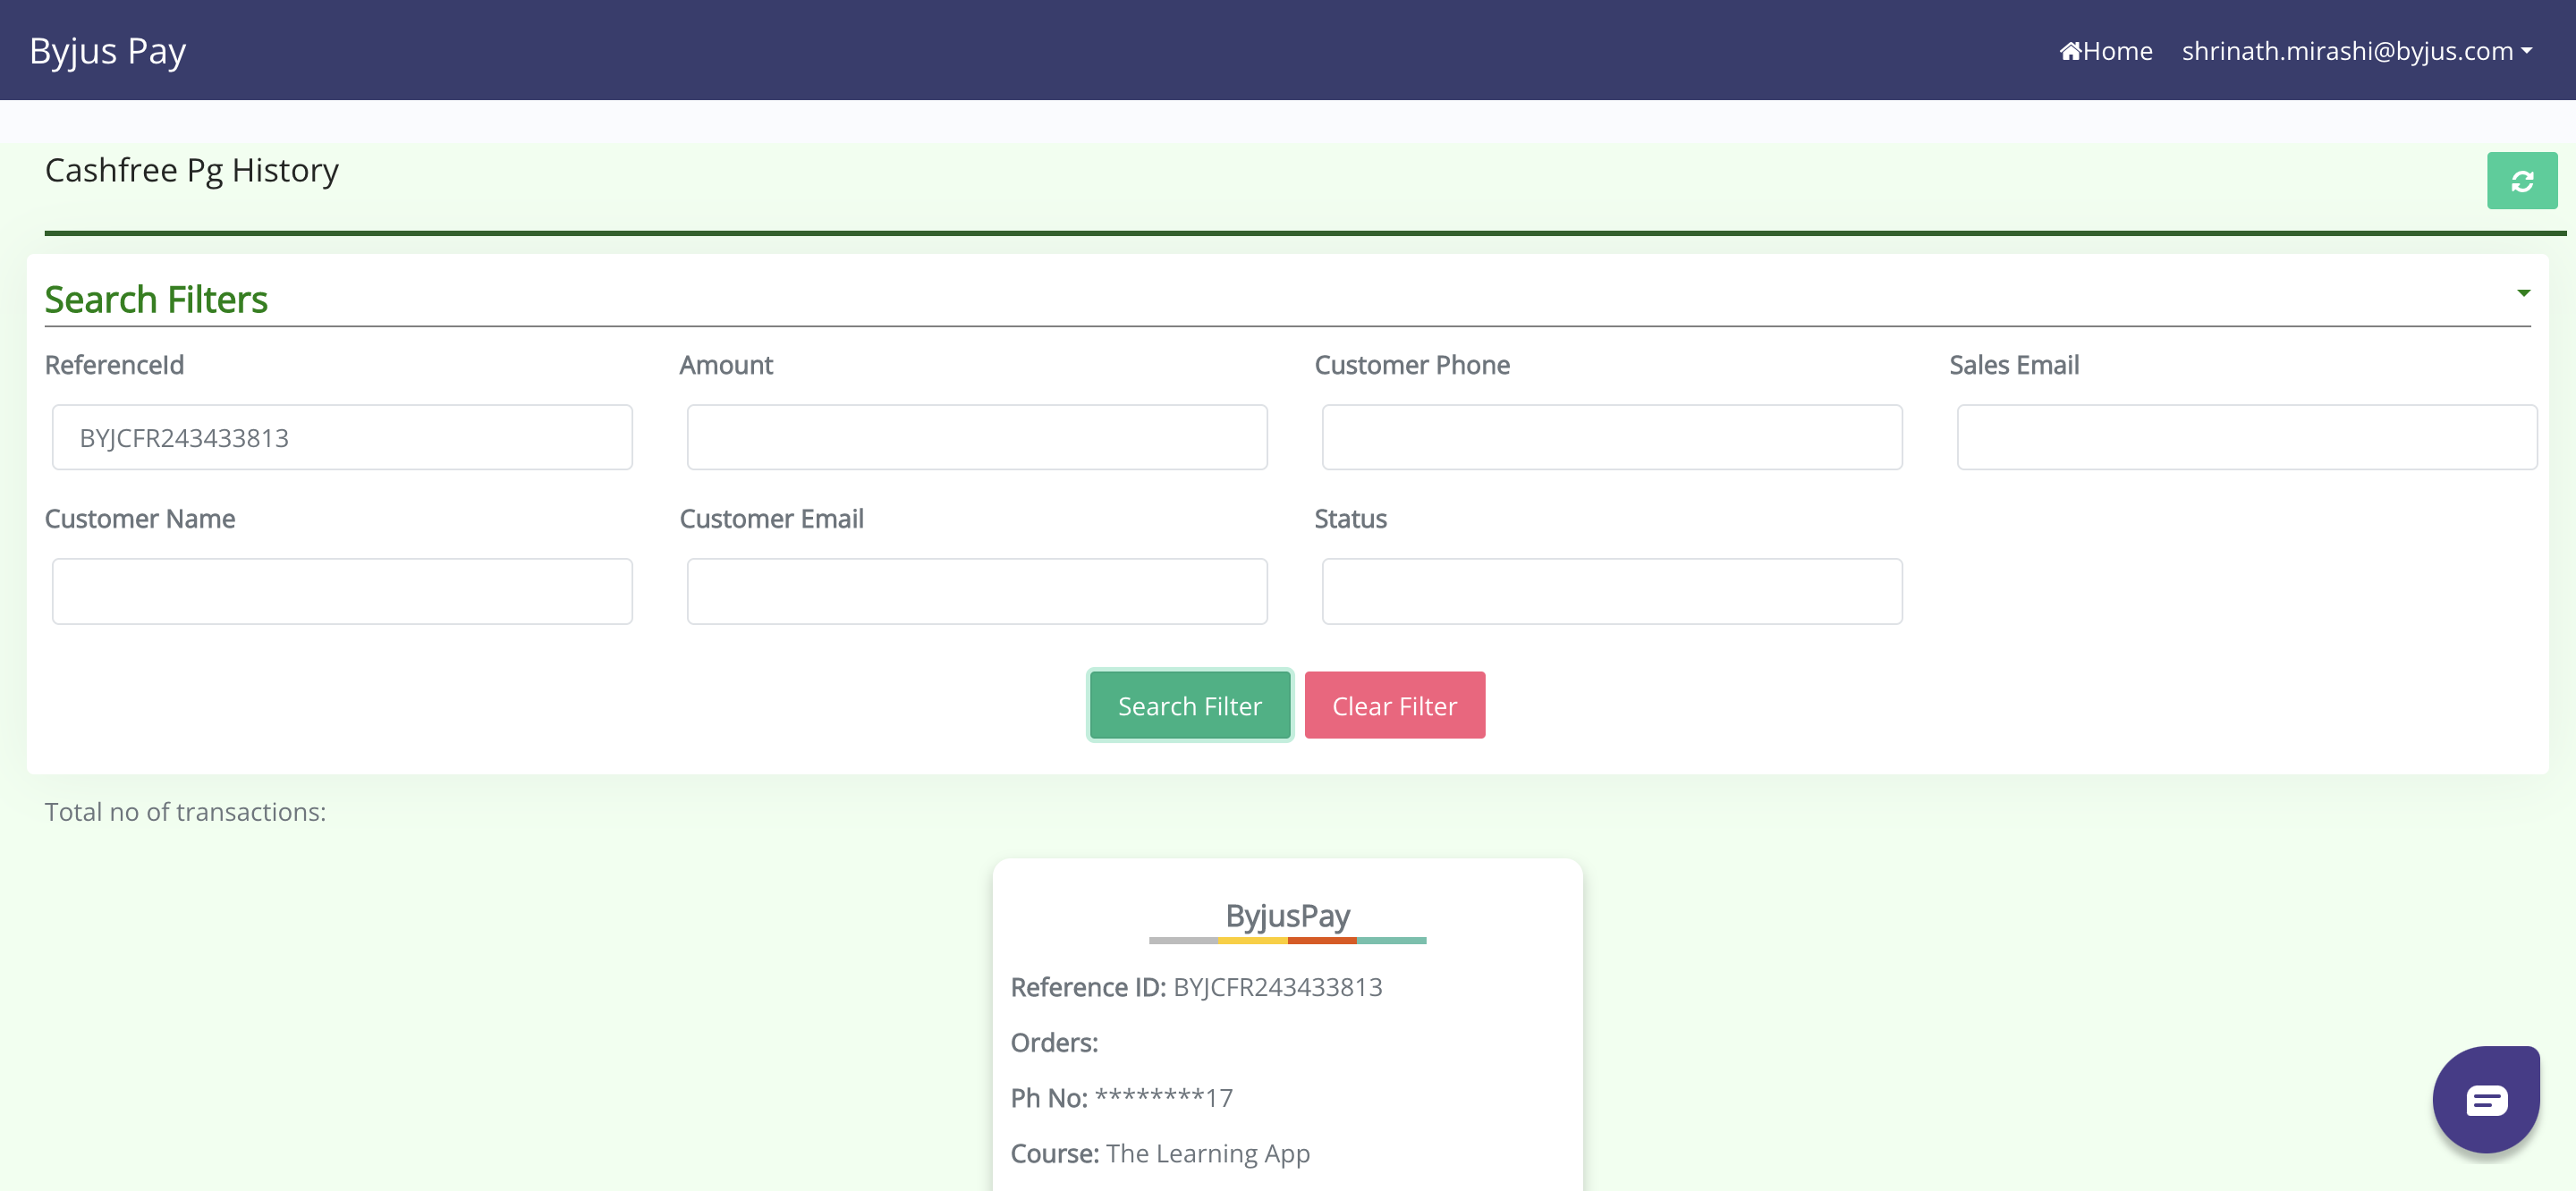 Byjus Pay
Home shrinath.mirashi@byjus.com
Cashfree Pg History
Search Filters
ReferenceId Amount Customer Phone Sales Email
BYJCFR243433813
Customer Name Customer Email Status
Search Filter Clear Filter
Total no of transactions:
ByjusPay
Reference ID: BYJCFR243433813
Orders:
Ph No: ********17
Course: The Learning App